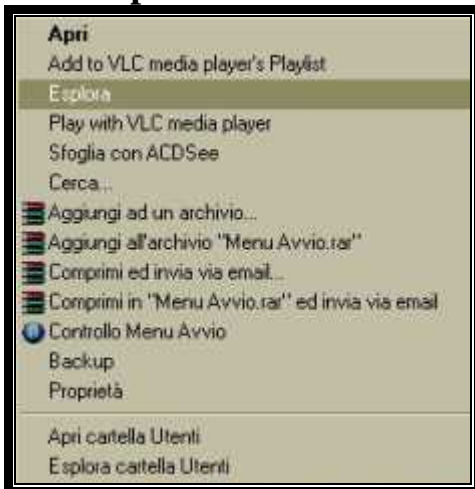 Apri
Add to VLC media player's Playlist
Esplora
Play with VLC media player
Sfoglia con ACDSee
Cerca...
Aggiungi ad un archivio...
Aggiungi all'archivio "Menu Avvio.rar"
Comprimi ed invia via email...
Comprimi in "Menu Avvio.rar" ed invia via email
Controllo Menu Avvio
Backup
Proprietà
Apri cartella Utenti
Esplora cartella Utenti